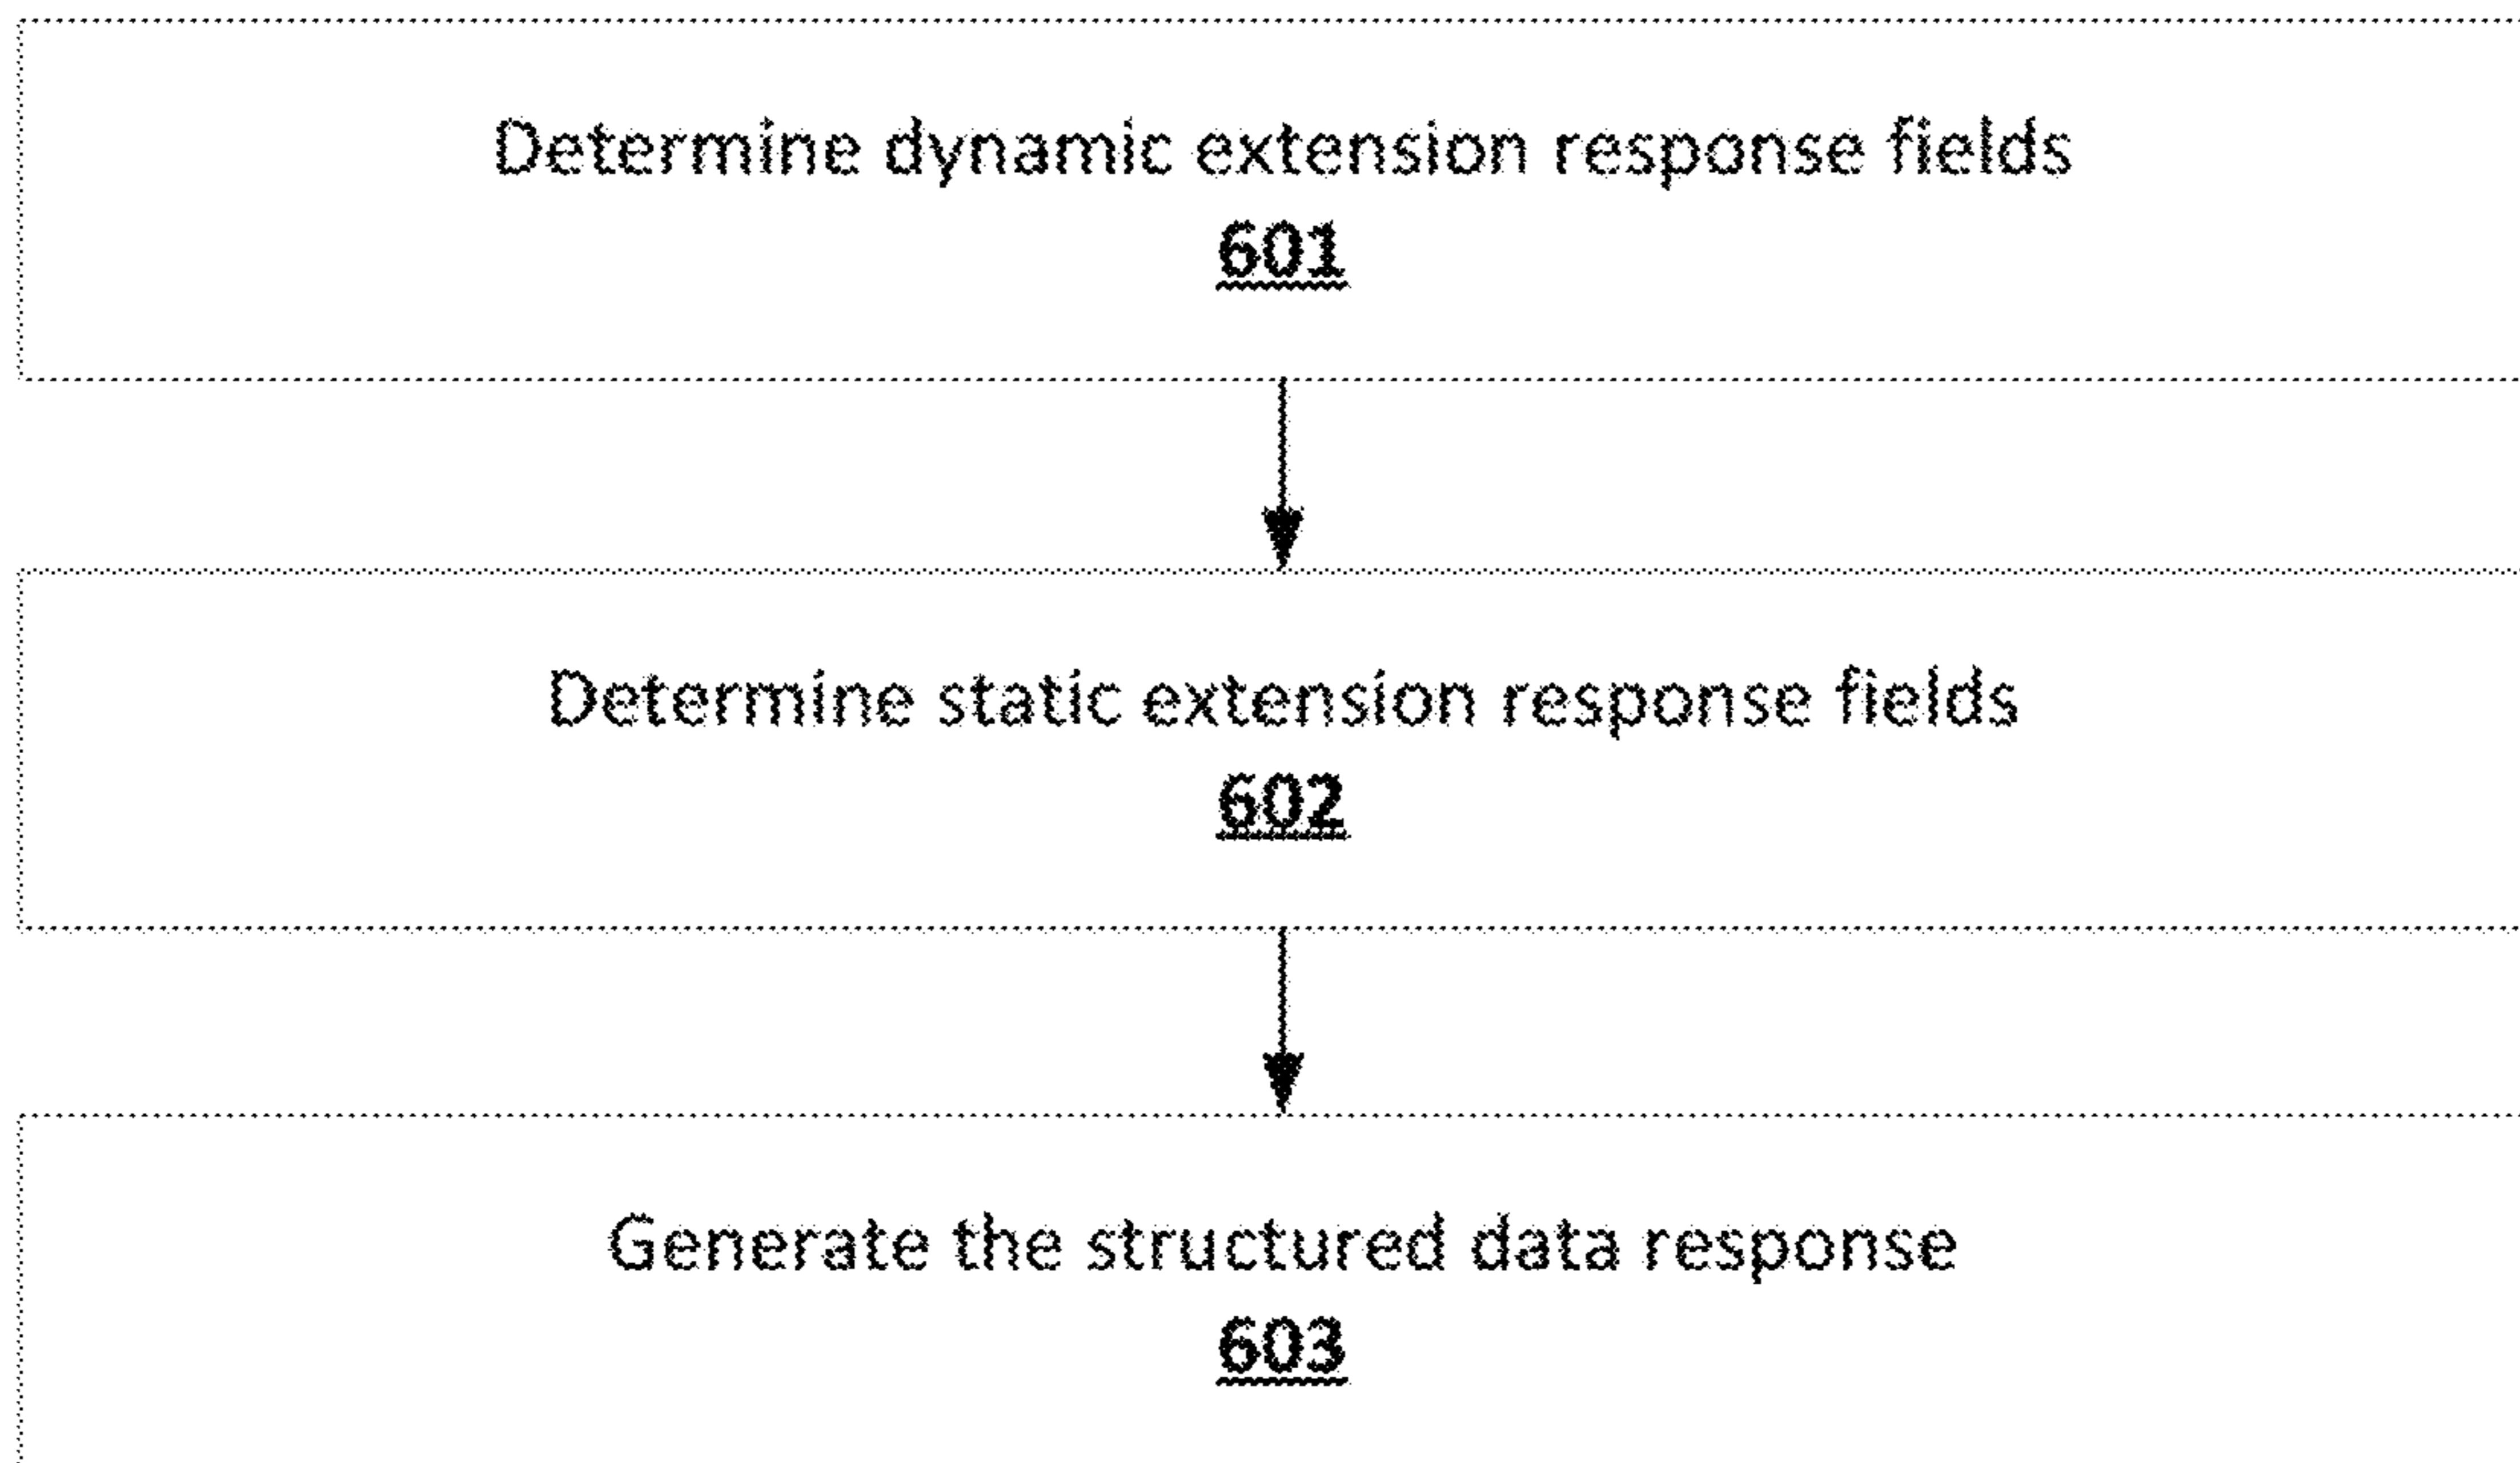 Determine dynamic extension response fields
601
Determine static extension response fields
602
Generate the structured data response
603